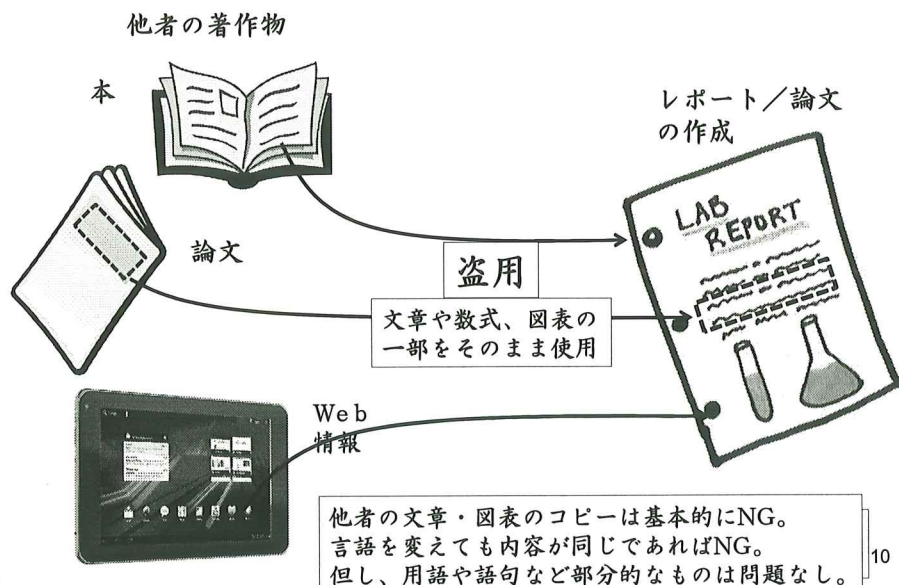 他者の著作物
本
レポート／論文
の作成
LAB
REPORT
論文
盗用
文章や数式、図表の
一部をそのまま使用
Web
情報
他者の文章・図表のコピーは基本的にNG。
言語を変えても内容が同じであればNG。
但し、用語や語句など部分的なものは問題なし。
10